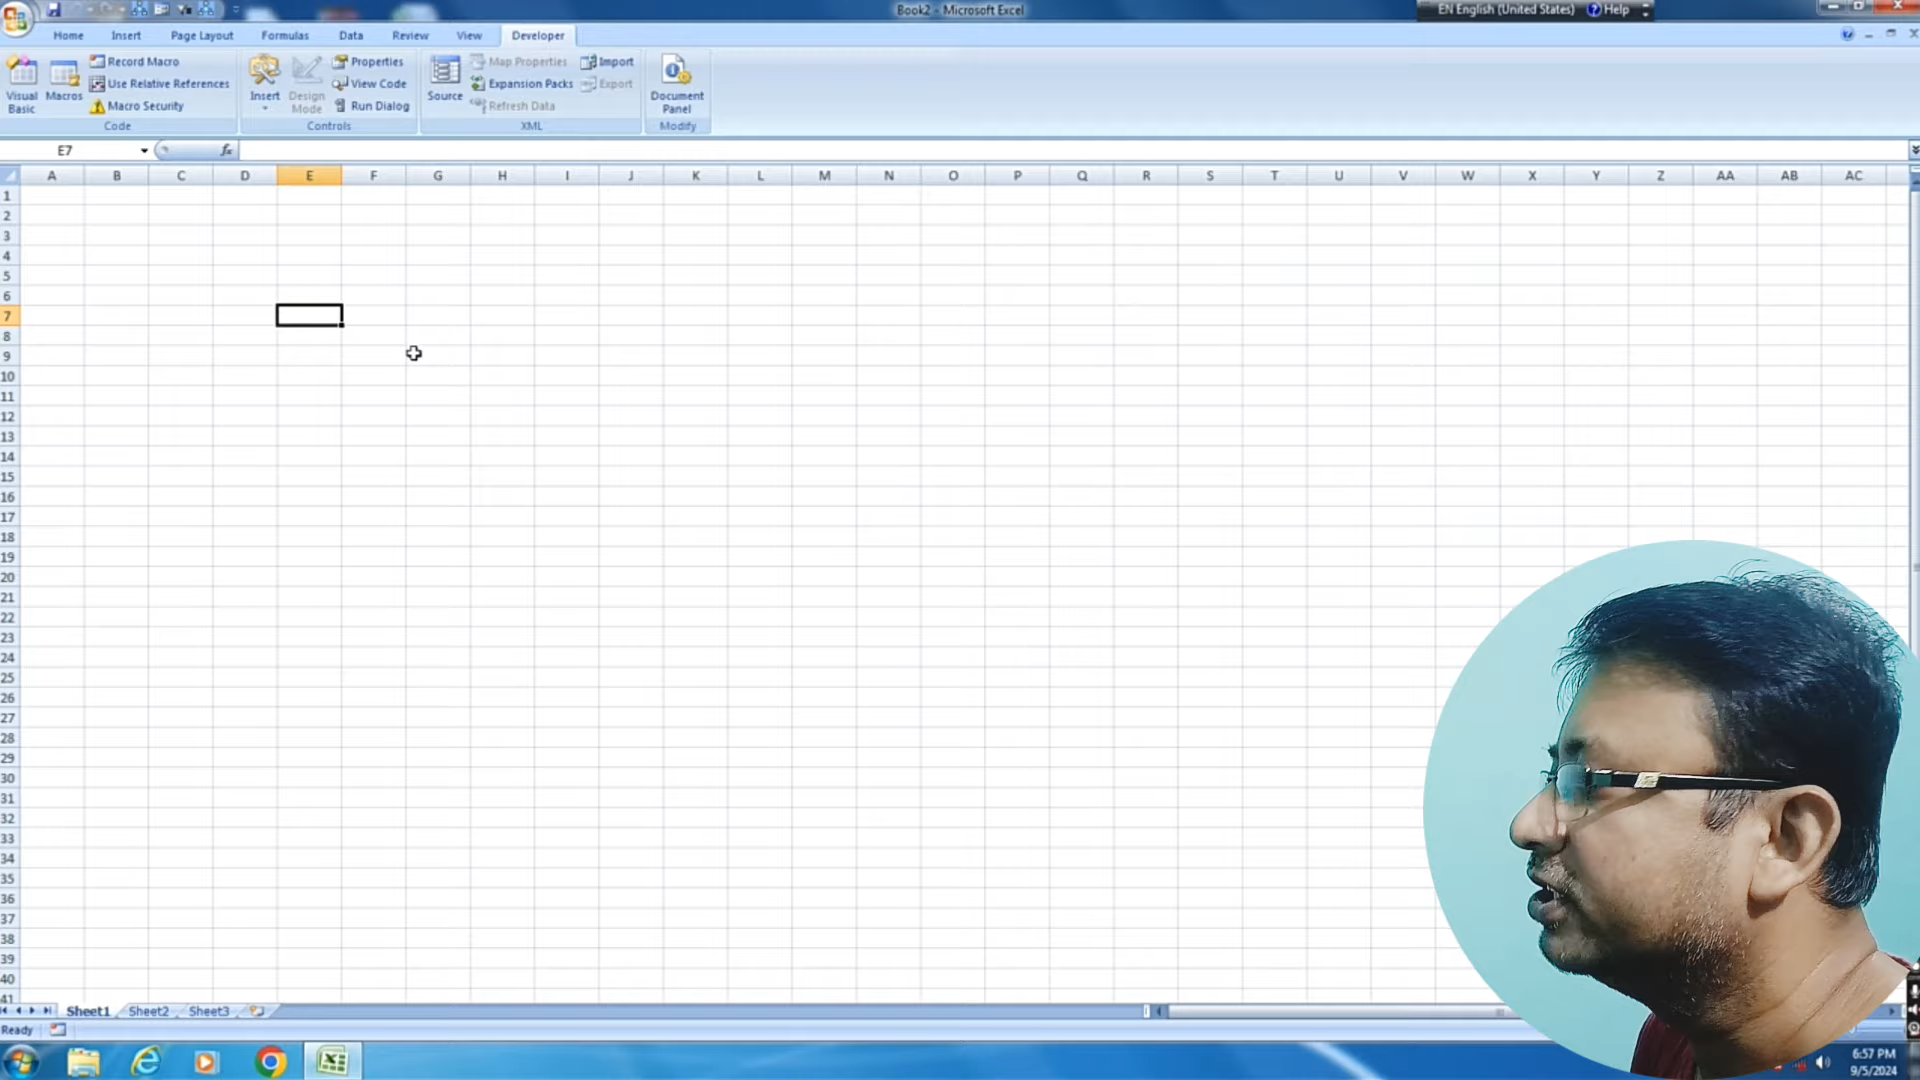 Book2 - Microsoft Excel
EN English (United States) Help
Home Insert Page Layout Formulas Data Review View Developer
Visual Basic
Macros
Record Macro
Use Relative References
Macro Security
Code
Insert
Design Mode
Properties
View Code
Run Dialog
Controls
Source
Map Properties
Expansion Packs
Refresh Data
Import
Export
XML
Document Panel
Modify
E7 fx
A B C D E F G H I J K L M N O P Q R S T U V W X Y Z AA AB AC
1
2
3
4
5
6
7
8
9
10
11
12
13
14
15
16
17
18
19
20
21
22
23
24
25
26
27
28
29
30
31
32
33
34
35
36
37
38
39
40
41
Sheet1 Sheet2 Sheet3
Ready
6:57 PM
9/5/2024